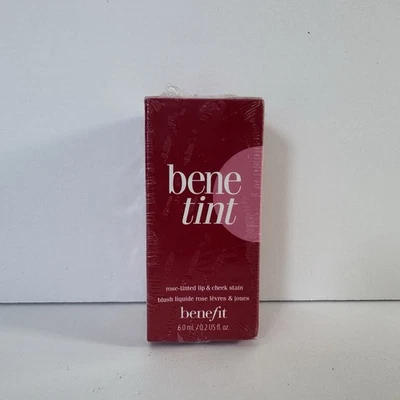 bene
tint
rose-tinted lip & cheek stain
blush liquide rose lèvres & joues
benefit
6.0 mL / 0.2 US fl. oz.